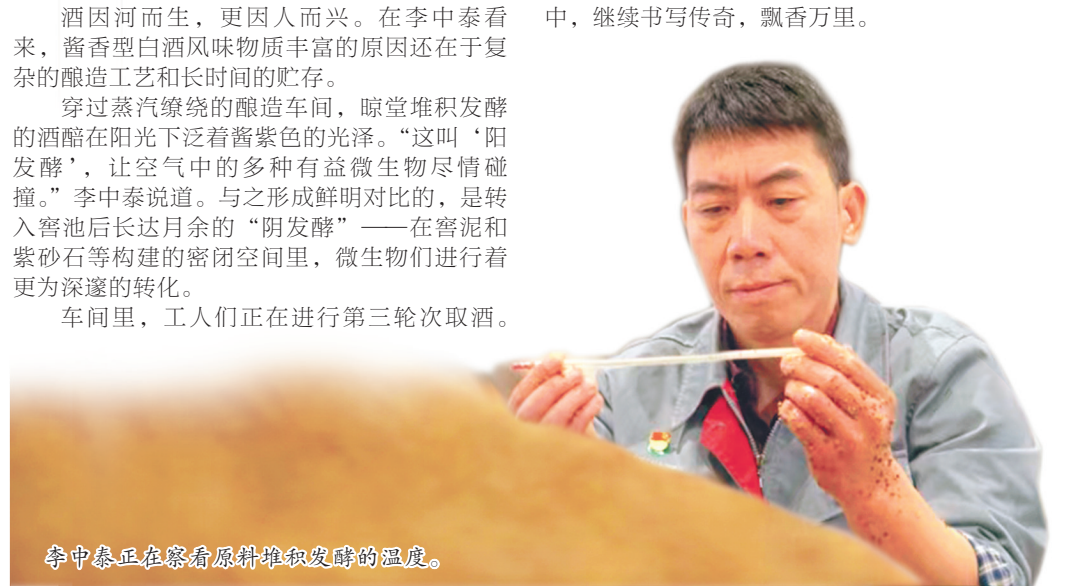 酒因河而生，更因人而兴。在李中泰看
来，酱香型白酒风味物质丰富的原因还在于复
杂的酿造工艺和长时间的贮存。
穿过蒸汽缭绕的酿造车间，晾堂堆积发酵
的酒醅在阳光下泛着酱紫色的光泽。“这叫‘阳
发酵’，让空气中的多种有益微生物尽情碰
撞。”李中泰说道。与之形成鲜明对比的，是转
入窖池后长达月余的“阴发酵”——在窖泥和
紫砂石等构建的密闭空间里，微生物们进行着
更为深邃的转化。
车间里，工人们正在进行第三轮次取酒。
中，继续书写传奇，飘香万里。
李中泰正在察看原料堆积发酵的温度。